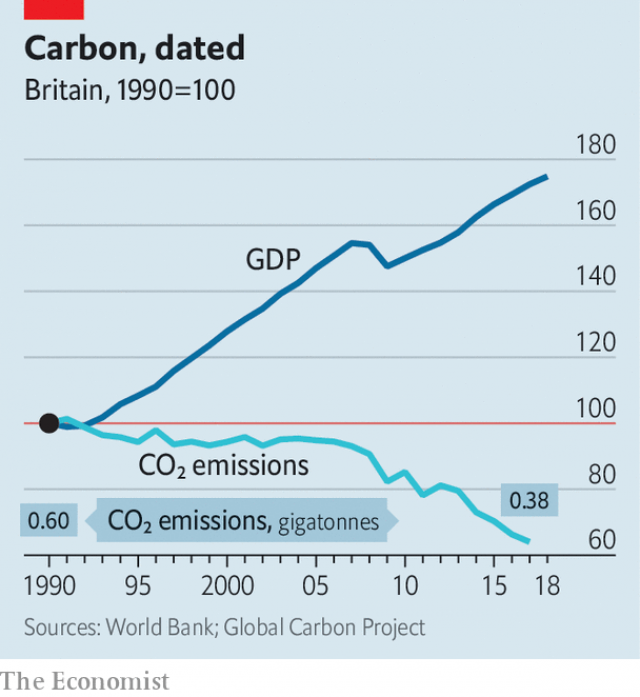 Carbon, dated
Britain, 1990=100
180
160
GDP
140
120
100
CO₂ emissions
80
0.60
CO₂ emissions, gigatonnes
0.38
60
1990 95 2000 05 10 15 18
Sources: World Bank; Global Carbon Project
The Economist